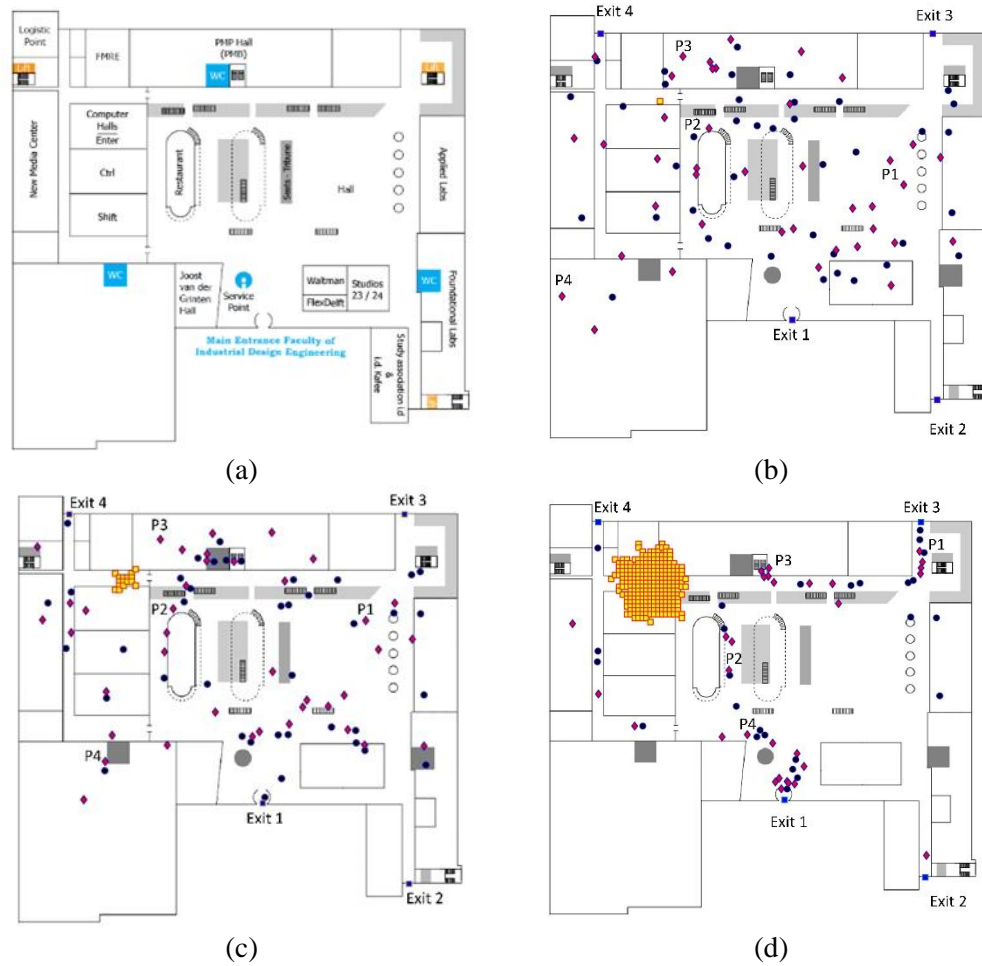 Logistic
Point
Lift
FMRE
PMP Hall
(PMB)
WC
Lift
New Media Center
Computer
Halls
Enter
Ctrl
Shift
Restaurant
Seets - Tribune
Hall
Applied Labs
WC
Joost
van der
Grinten
Hall
Service
Point
Waltman
FlexDelft
Studios
23 / 24
WC
Foundational Labs
Main Entrance Faculty of
Industrial Design Engineering
Study association i.d
&
i.d. Kafee
(a)
Exit 4
Exit 3
P3
P2
P1
P4
Exit 1
Exit 2
(b)
Exit 4
Exit 3
P3
P2
P1
P4
Exit 1
Exit 2
(c)
Exit 4
Exit 3
P1
P3
P2
P4
Exit 1
Exit 2
(d)